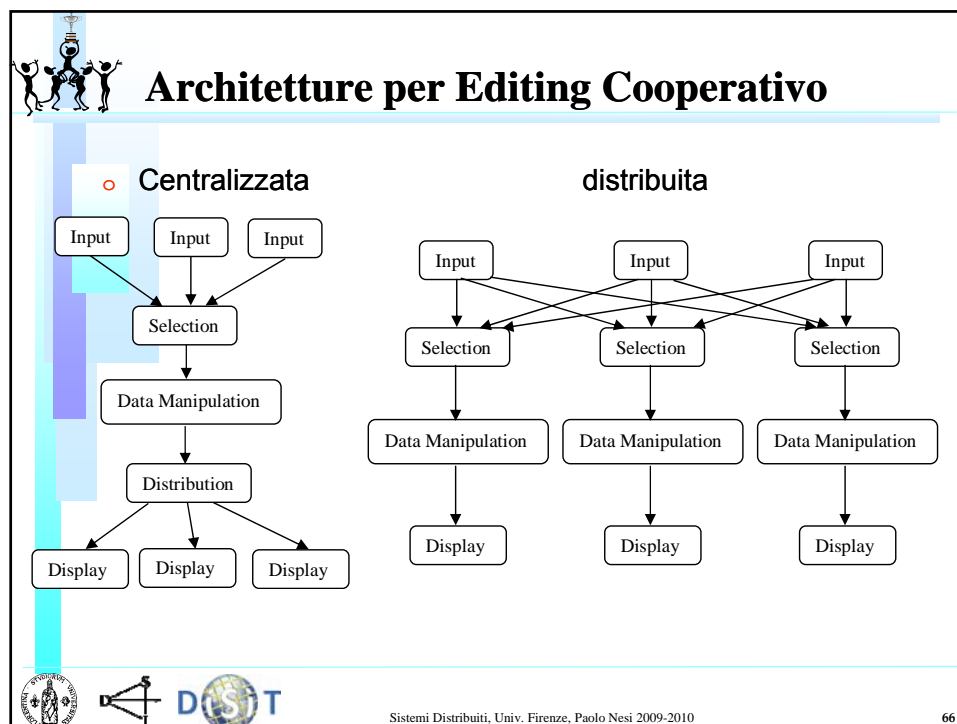 Architetture per Editing Cooperativo
o Centralizzata
distribuita
Input Input Input
Selection
Data Manipulation
Distribution
Display Display Display
Input Input Input
Selection Selection Selection
Data Manipulation Data Manipulation Data Manipulation
Display Display Display
DISIT
Sistemi Distribuiti, Univ. Firenze, Paolo Nesi 2009-2010
66